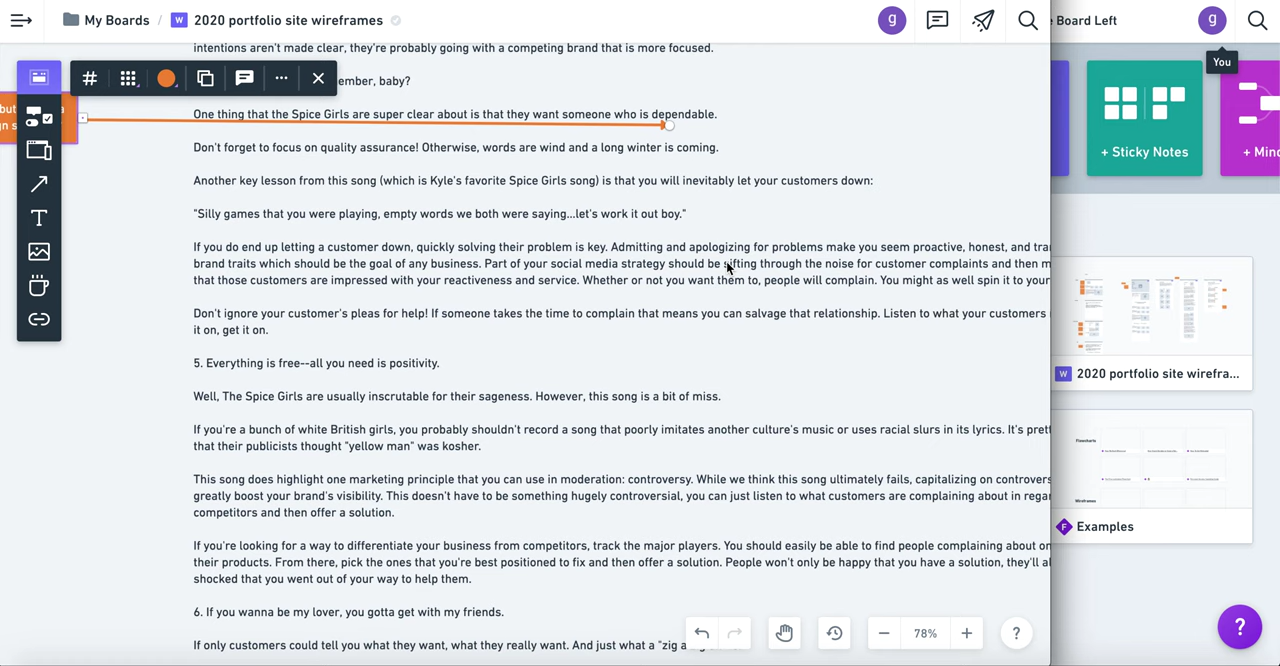 My Boards / W 2020 portfolio site wireframes
g
Board Left
g
You
intentions aren't made clear, they're probably going with a competing brand that is more focused.
ember, baby?
One thing that the Spice Girls are super clear about is that they want someone who is dependable.
Don't forget to focus on quality assurance! Otherwise, words are wind and a long winter is coming.
Another key lesson from this song (which is Kyle's favorite Spice Girls song) is that you will inevitably let your customers down:
"Silly games that you were playing, empty words we both were saying...let's work it out boy."
If you do end up letting a customer down, quickly solving their problem is key. Admitting and apologizing for problems make you seem proactive, honest, and tra
brand traits which should be the goal of any business. Part of your social media strategy should be sifting through the noise for customer complaints and then m
that those customers are impressed with your reactiveness and service. Whether or not you want them to, people will complain. You might as well spin it to your
Don't ignore your customer's pleas for help! If someone takes the time to complain that means you can salvage that relationship. Listen to what your customers
it on, get it on.
5. Everything is free--all you need is positivity.
Well, The Spice Girls are usually inscrutable for their sageness. However, this song is a bit of miss.
If you're a bunch of white British girls, you probably shouldn't record a song that poorly imitates another culture's music or uses racial slurs in its lyrics. It's prett
that their publicists thought "yellow man" was kosher.
This song does highlight one marketing principle that you can use in moderation: controversy. While we think this song ultimately fails, capitalizing on controvers
greatly boost your brand's visibility. This doesn't have to be something hugely controversial, you can just listen to what customers are complaining about in regar
competitors and then offer a solution.
If you're looking for a way to differentiate your business from competitors, track the major players. You should easily be able to find people complaining about on
their products. From there, pick the ones that you're best positioned to fix and then offer a solution. People won't only be happy that you have a solution, they'll al
shocked that you went out of your way to help them.
6. If you wanna be my lover, you gotta get with my friends.
If only customers could tell you what they want, what they really want. And just what a "zig a
but
a
gn s
T
78%
?
+ Sticky Notes
+ Mind
W 2020 portfolio site wirefra...
Flowcharts
Wireframes
F Examples
?